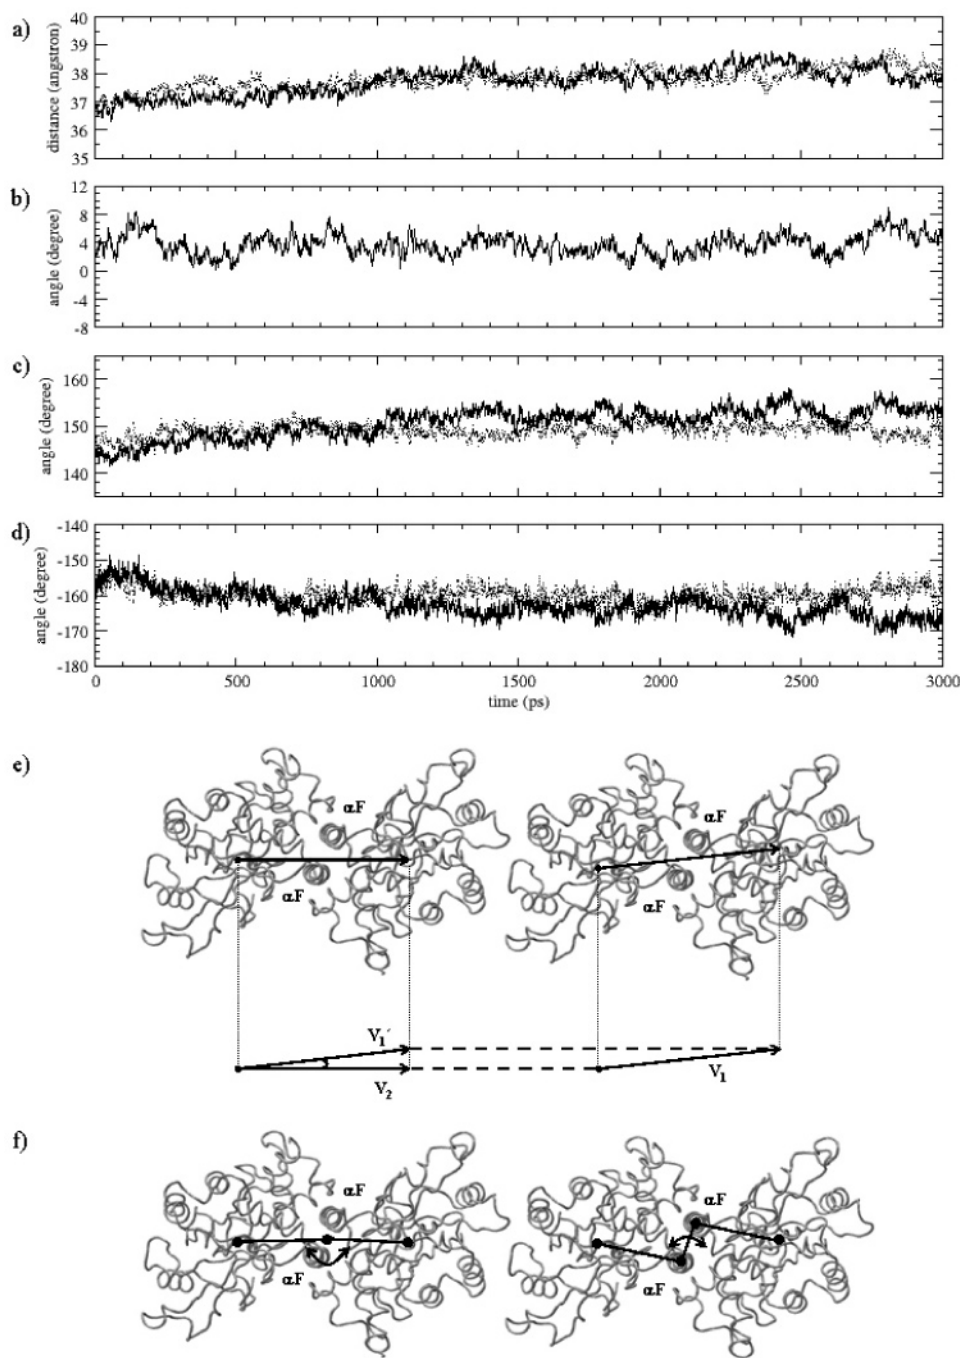 a)
distance (angstron)
40
39
38
37
36
35
b)
angle (degree)
12
8
4
0
-4
-8
c)
angle (degree)
160
150
140
d)
angle (degree)
-140
-150
-160
-170
-180
0 500 1000 1500 2000 2500 3000
time (ps)
e)
αF αF
αF αF
V1´
V2 V1
f)
αF αF
αF αF